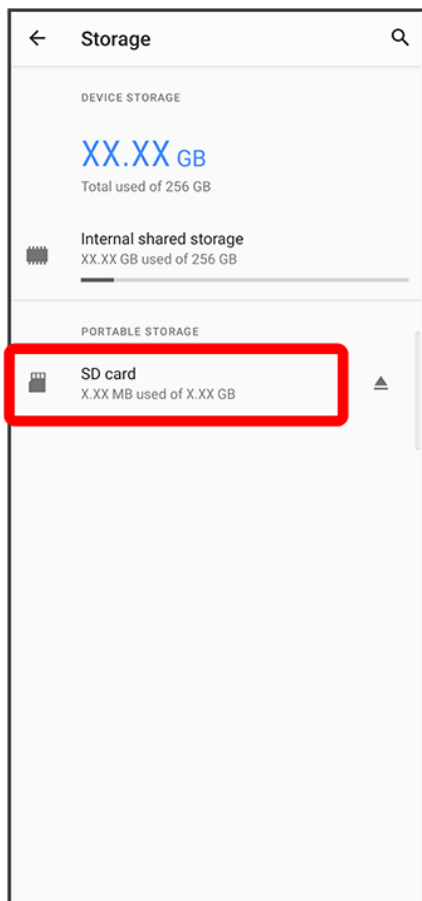 Storage
DEVICE STORAGE
XX.XX GB
Total used of 256 GB
Internal shared storage
XX.XX GB used of 256 GB
PORTABLE STORAGE
SD card
X.XX MB used of X.XX GB